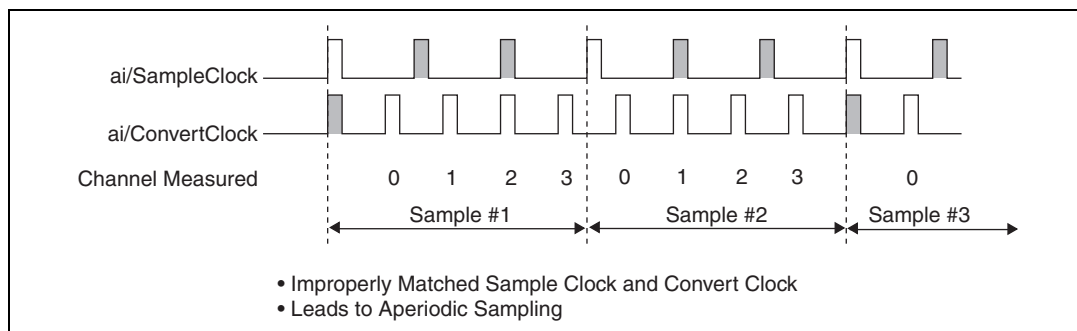 ai/SampleClock
ai/ConvertClock
Channel Measured 0 1 2 3 0 1 2 3 0
Sample #1 Sample #2 Sample #3
• Improperly Matched Sample Clock and Convert Clock
• Leads to Aperiodic Sampling